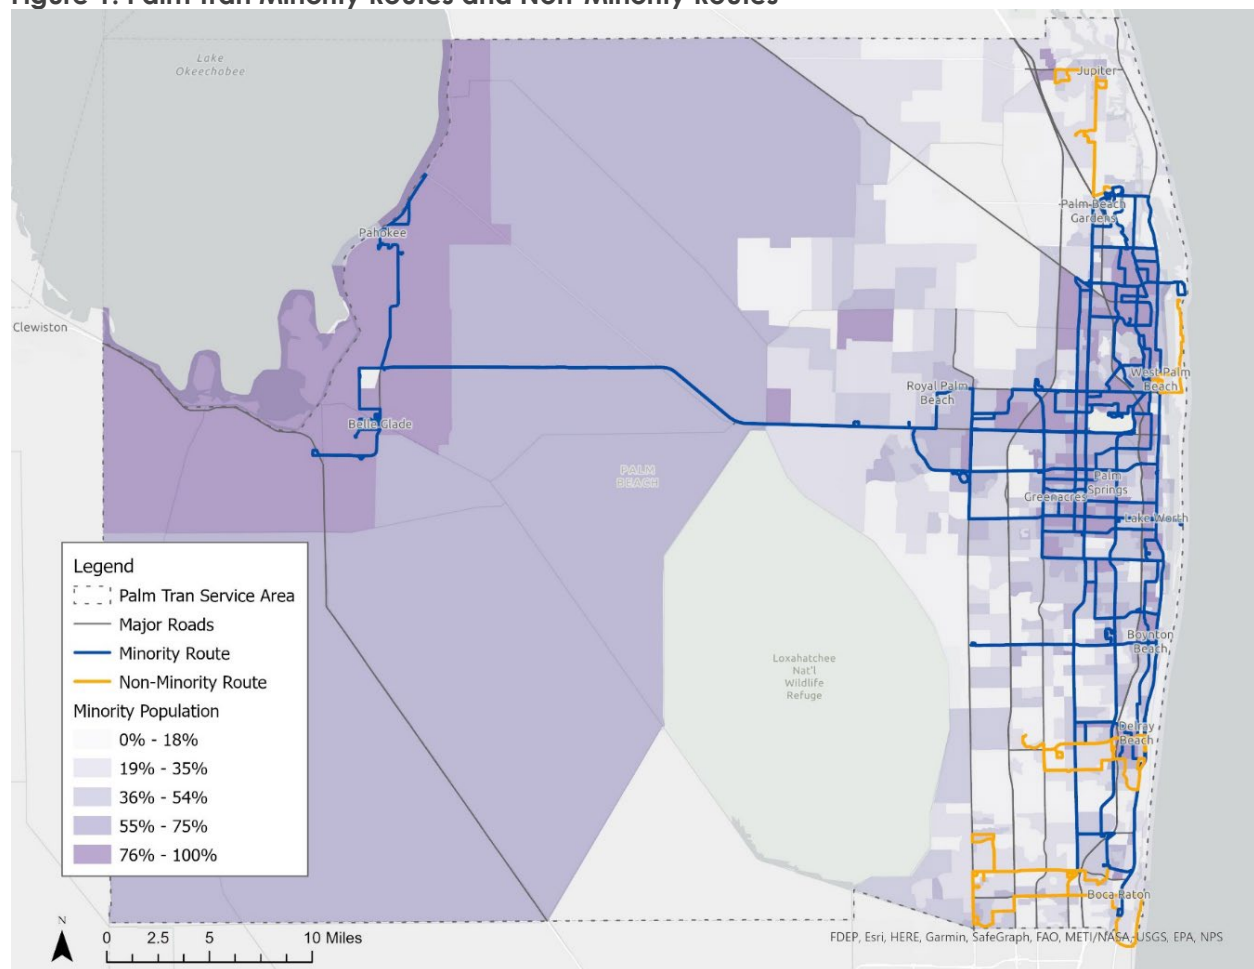 Figure 1: Palm Tran Minority Routes and Non-Minority Routes
Lake
Okeechobee
Jupiter
Palm Beach
Gardens
Pahokee
Clewiston
West Palm
Beach
Royal Palm
Beach
Belle Glade
PALM
BEACH
Palm
Springs
Greenacres
Lake Worth
Legend
Palm Tran Service Area
Major Roads
Minority Route
Non-Minority Route
Minority Population
0% - 18%
19% - 35%
36% - 54%
55% - 75%
76% - 100%
Boynton
Beach
Loxahatchee
Nat'l
Wildlife
Refuge
Delray
Beach
Boca Raton
N
0 2.5 5 10 Miles
FDEP, Esri, HERE, Garmin, SafeGraph, FAO, METI/NASA, USGS, EPA, NPS